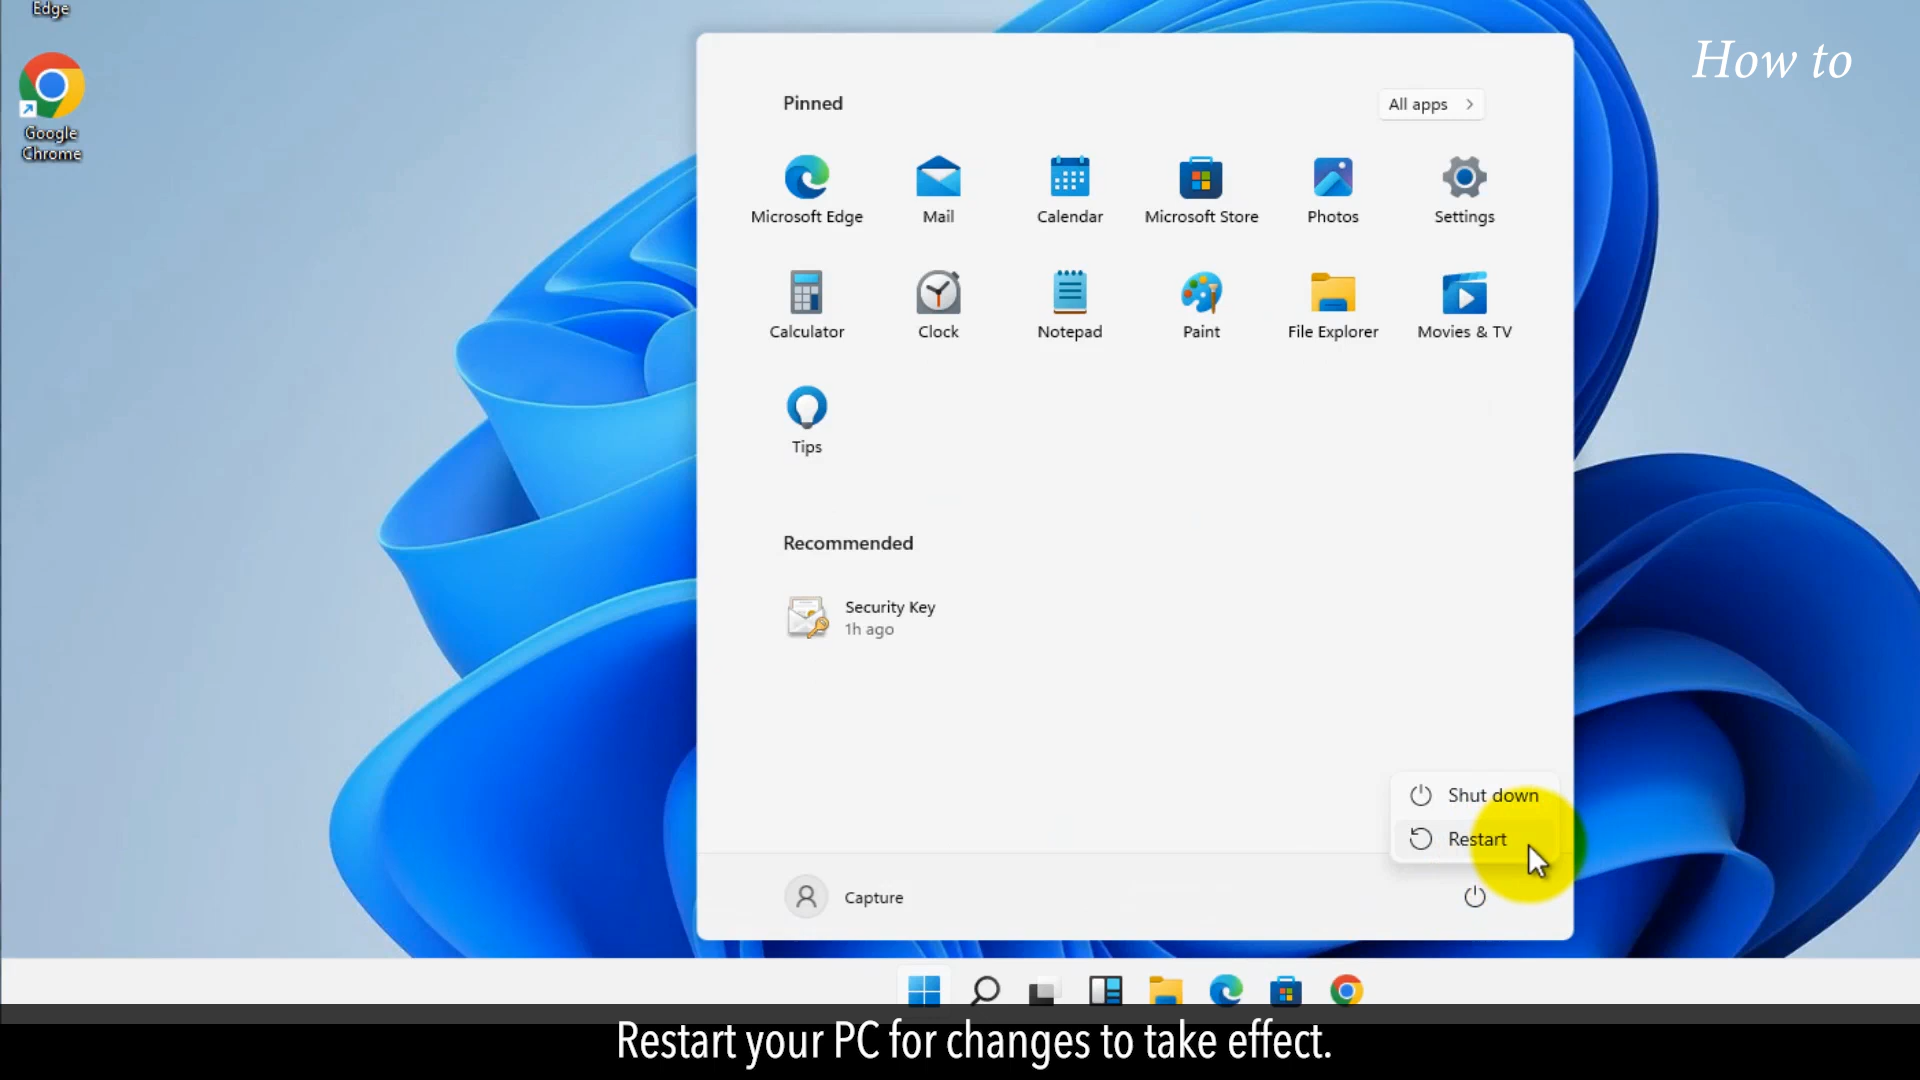 Edge
Google
Chrome
How to
Pinned
All apps
Microsoft Edge
Mail
Calendar
Microsoft Store
Photos
Settings
Calculator
Clock
Notepad
Paint
File Explorer
Movies & TV
Tips
Recommended
Security Key
1h ago
Shut down
Restart
Capture
Restart your PC for changes to take effect.